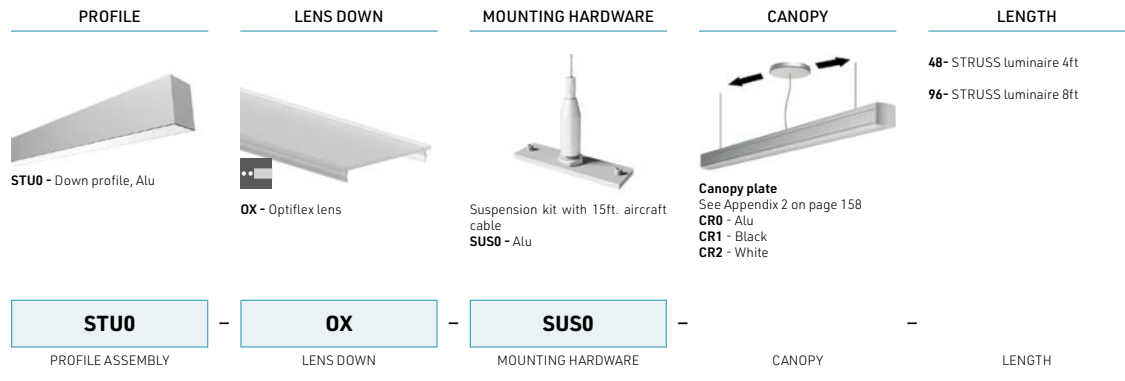 PROFILE
LENS DOWN
MOUNTING HARDWARE
CANOPY
LENGTH
STU0 - Down profile, Alu
OX - Optiflex lens
Suspension kit with 15ft. aircraft
cable
SUS0 - Alu
Canopy plate
See Appendix 2 on page 158
CR0 - Alu
CR1 - Black
CR2 - White
48- STRUSS luminaire 4ft
96- STRUSS luminaire 8ft
STU0 – OX – SUS0 – –
PROFILE ASSEMBLY
LENS DOWN
MOUNTING HARDWARE
CANOPY
LENGTH